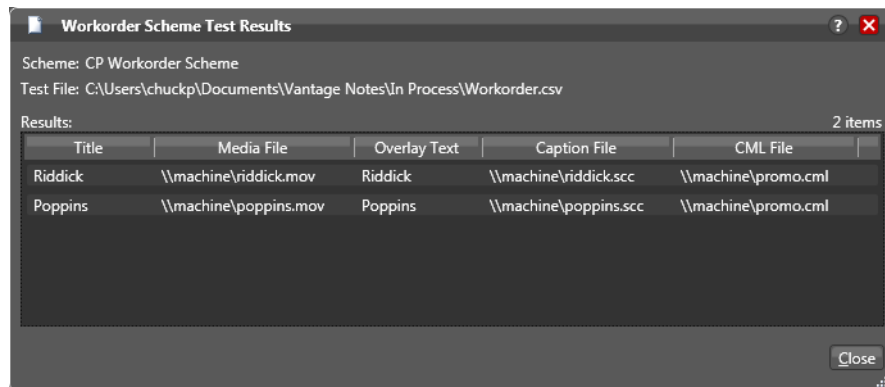 Workorder Scheme Test Results ?
Scheme: CP Workorder Scheme
Test File: C:\Users\chuckp\Documents\Vantage Notes\In Process\Workorder.csv
Results: 2 items
Title Media File Overlay Text Caption File CML File
Riddick \\machine\riddick.mov Riddick \\machine\riddick.scc \\machine\promo.cml
Poppins \\machine\poppins.mov Poppins \\machine\poppins.scc \\machine\promo.cml
Close